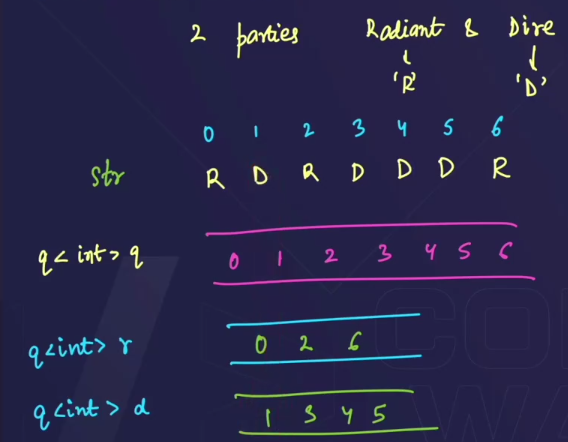 2 parties Radiant & Dire
↓ ↓
'R' 'D'
0 1 2 3 4 5 6
str R D R D D D R
q<int> q 0 1 2 3 4 5 6
q<int> r 0 2 6
q<int> d 1 3 4 5